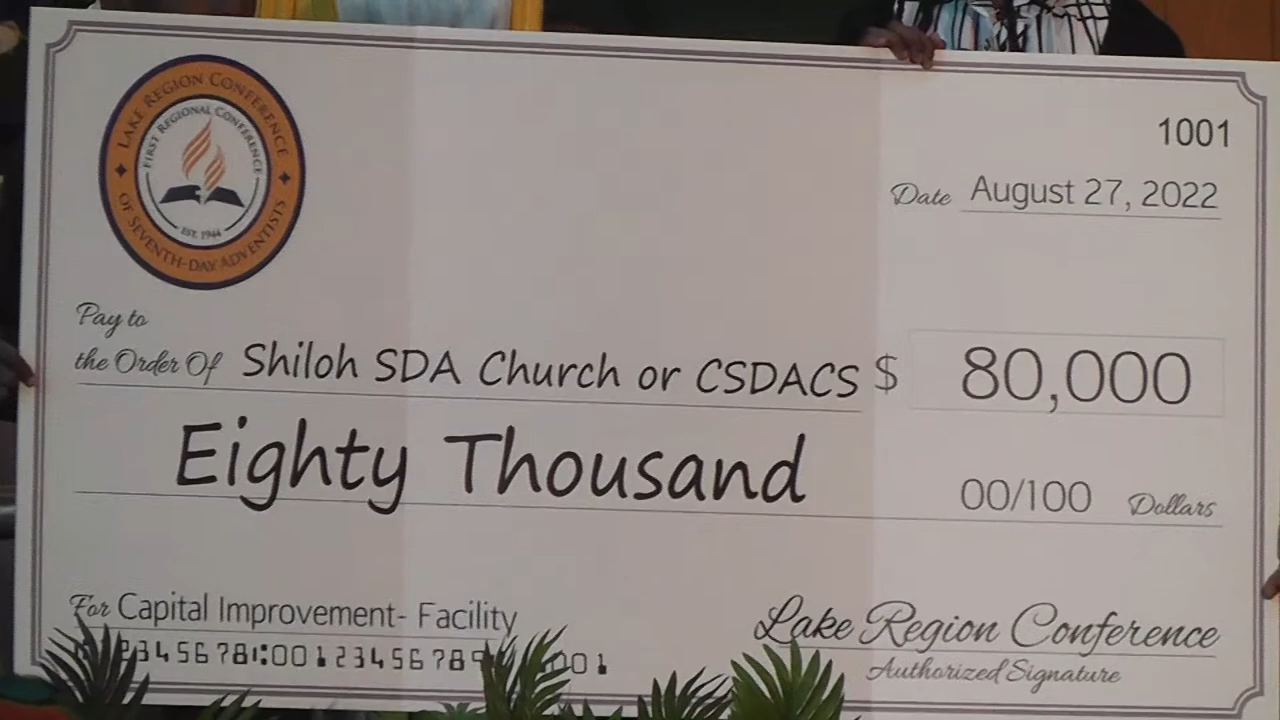 LAKE REGION CONFERENCE
OF SEVENTH-DAY ADVENTISTS
FIRST REGIONAL CONFERENCE
EST. 1944
1001
Date August 27, 2022
Pay to
the Order Of Shiloh SDA Church or CSDACS $ 80,000
Eighty Thousand 00/100 Dollars
For Capital Improvement- Facility
Lake Region Conference
Authorized Signature